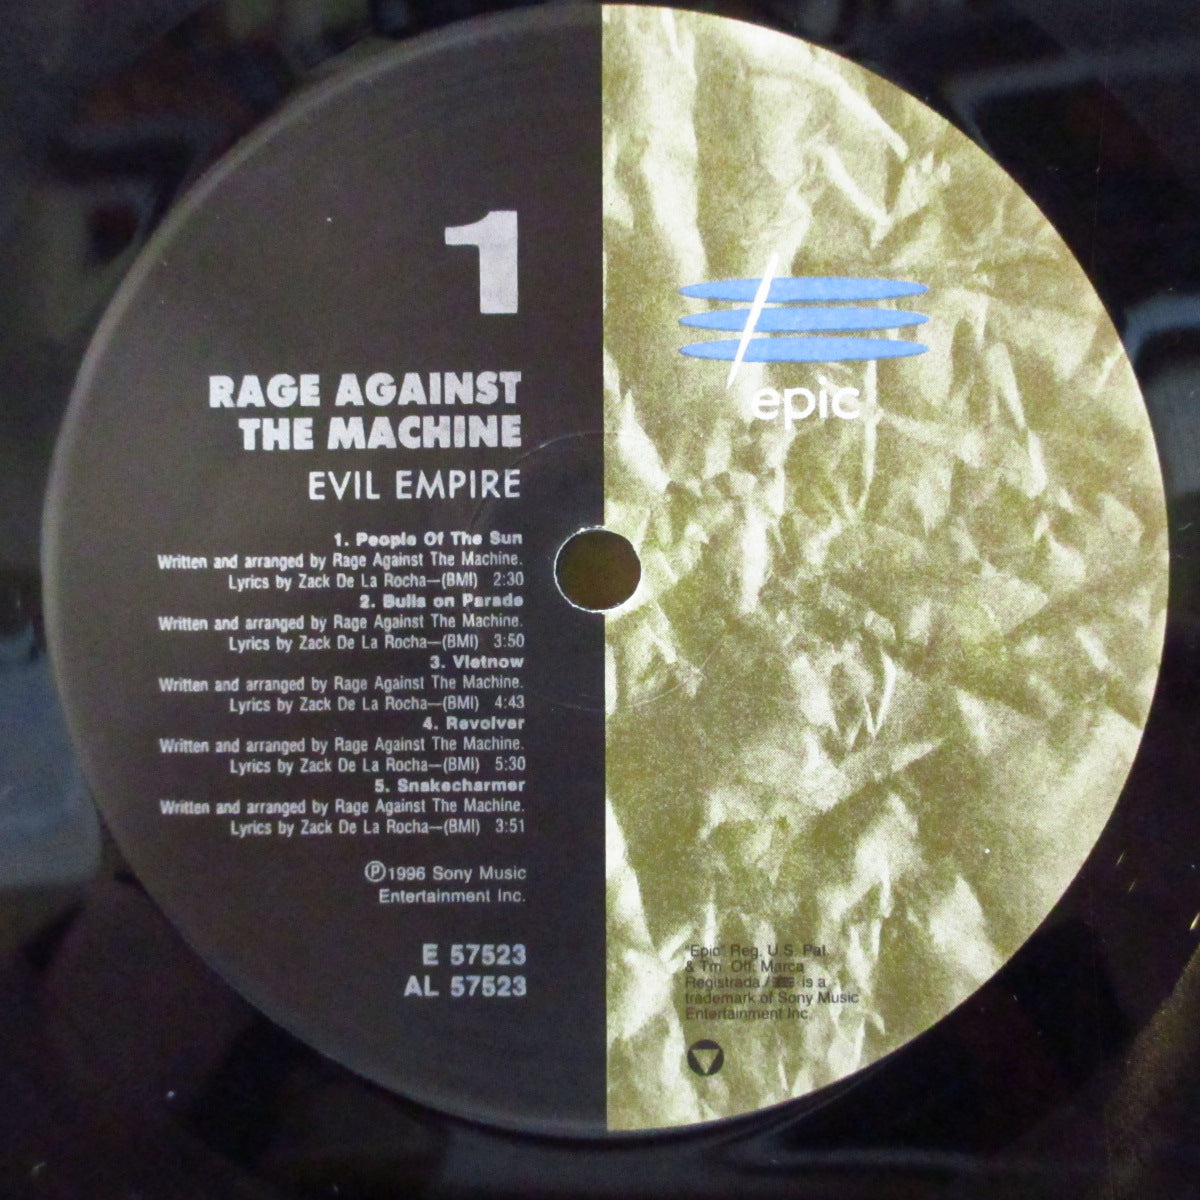 1
RAGE AGAINST
THE MACHINE
EVIL EMPIRE
1. People Of The Sun
Written and arranged by Rage Against The Machine.
Lyrics by Zack De La Rocha—(BMI) 2:30
2. Bulls on Parade
Written and arranged by Rage Against The Machine.
Lyrics by Zack De La Rocha—(BMI) 3:50
3. Vietnow
Written and arranged by Rage Against The Machine.
Lyrics by Zack De La Rocha—(BMI) 4:43
4. Revolver
Written and arranged by Rage Against The Machine.
Lyrics by Zack De La Rocha—(BMI) 5:30
5. Snakecharmer
Written and arranged by Rage Against The Machine.
Lyrics by Zack De La Rocha—(BMI) 3:51
℗1996 Sony Music
Entertainment Inc.
E 57523
AL 57523
epic
"Epic" Reg. U.S. Pat.
& Tm. Off. Marca
Registrada / is a
trademark of Sony Music
Entertainment Inc.